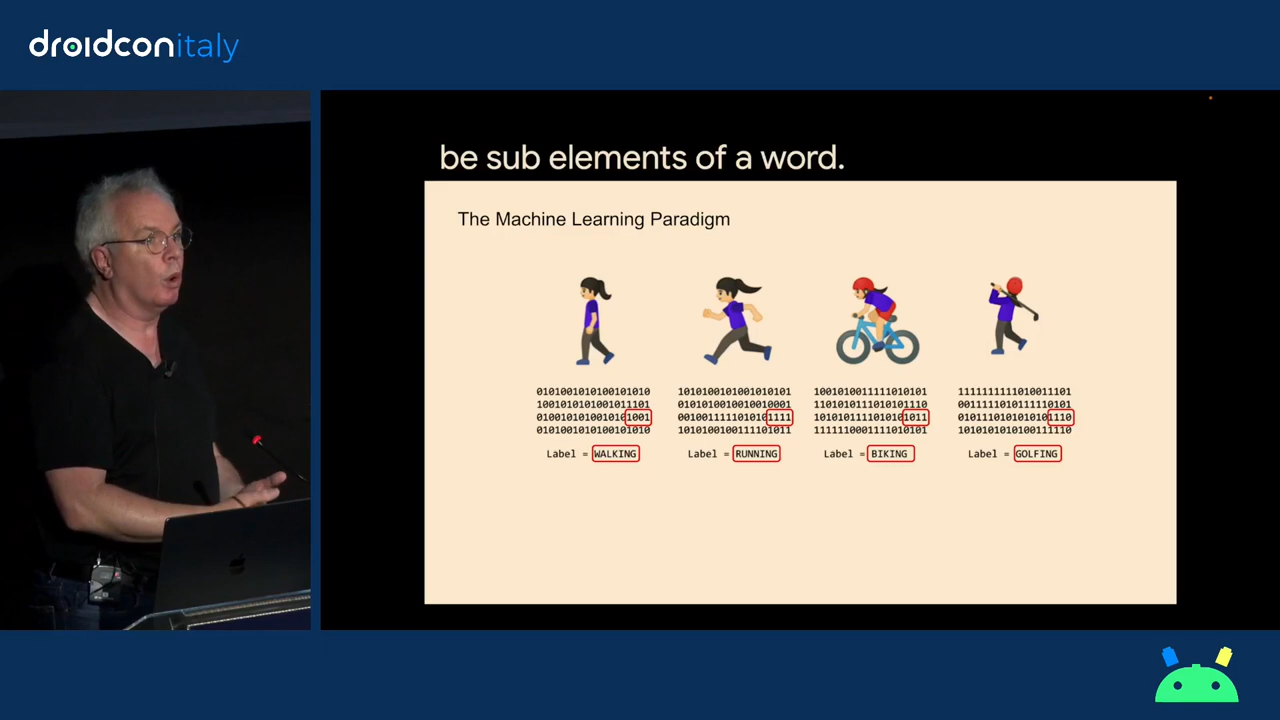 droidconitaly
be sub elements of a word.
The Machine Learning Paradigm
0101001010100101010
1001010101001011101
0100101010010101001
0101001010100101010
Label = WALKING
1010100101001010101
0101010010010010001
0010011111010101111
1010100100111101011
Label = RUNNING
1001010011111010101
1101010111010101110
1010101111010101011
1111110001111010101
Label = BIKING
1111111111010011101
0011111010111110101
0101110101010101110
1010101010100111110
Label = GOLFING